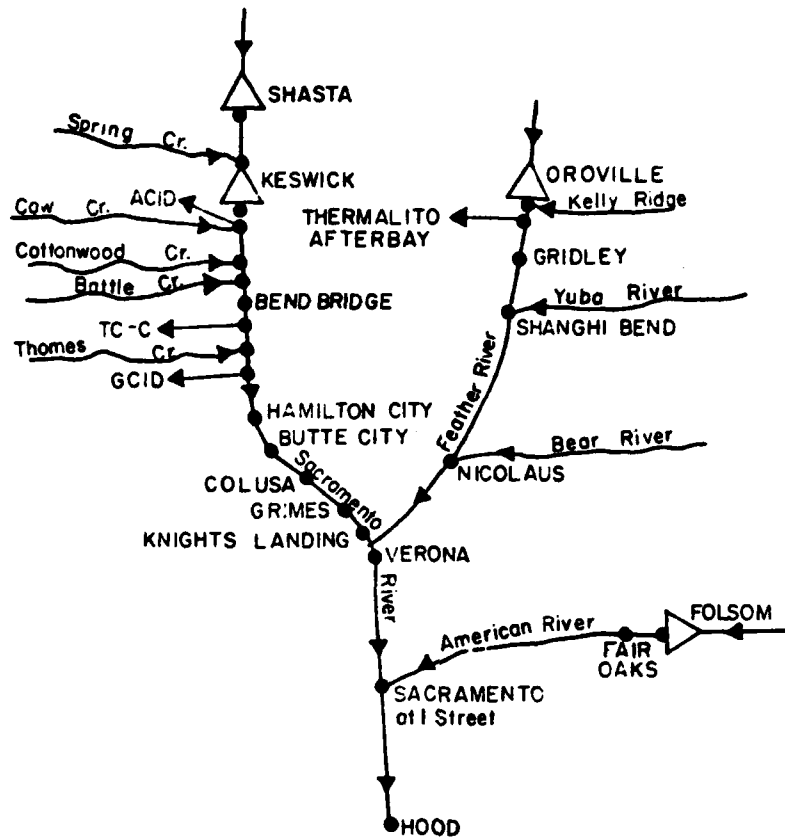 SHASTA
Spring Cr.
KESWICK
ACID
Cow Cr.
Cottonwood Cr.
Battle Cr.
BEND BRIDGE
TC-C
Thomes Cr.
GCID
HAMILTON CITY
BUTTE CITY
Sacramento
COLUSA
GRIMES
KNIGHTS LANDING
VERONA
River
OROVILLE
Kelly Ridge
THERMALITO
AFTERBAY
GRIDLEY
Yuba River
SHANGHI BEND
Feather River
Bear River
NICOLAUS
American River
FOLSOM
FAIR
OAKS
SACRAMENTO
at I Street
HOOD